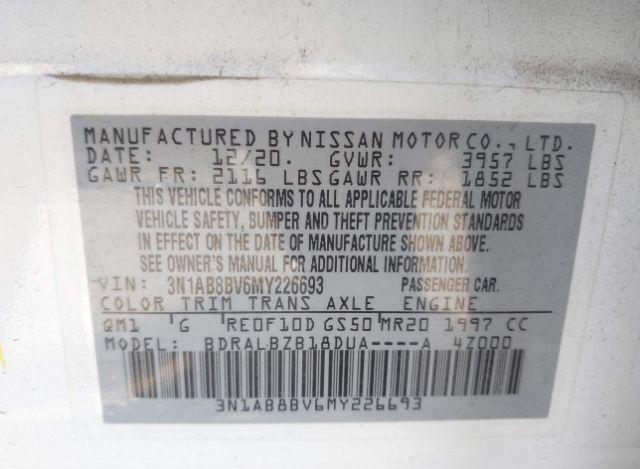 MANUFACTURED BY NISSAN MOTOR CO., LTD.
DATE: 12/20. GVWR: 3957 LBS
GAWR FR: 2116 LBS GAWR RR: 1852 LBS
THIS VEHICLE CONFORMS TO ALL APPLICABLE FEDERAL MOTOR
VEHICLE SAFETY, BUMPER AND THEFT PREVENTION STANDARDS
IN EFFECT ON THE DATE OF MANUFACTURE SHOWN ABOVE.
SEE OWNER'S MANUAL FOR ADDITIONAL INFORMATION.
VIN: 3N1AB8BV6MY226693 PASSENGER CAR.
COLOR TRIM TRANS AXLE ENGINE
QM1 G RE0F10D GS50 MR20 1997 CC
MODEL: BDRALBZB18DUA----A 4Z000
3N1AB8BV6MY226693